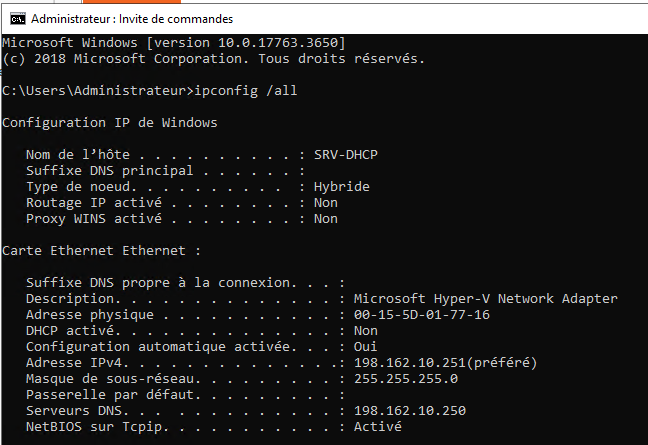 Administrateur : Invite de commandes
Microsoft Windows [version 10.0.17763.3650]
(c) 2018 Microsoft Corporation. Tous droits réservés.
C:\Users\Administrateur>ipconfig /all
Configuration IP de Windows
Nom de l’hôte . . . . . . . . . . : SRV-DHCP
Suffixe DNS principal . . . . . . :
Type de noeud. . . . . . . . . .  : Hybride
Routage IP activé . . . . . . . . : Non
Proxy WINS activé . . . . . . . . : Non
Carte Ethernet Ethernet :
Suffixe DNS propre à la connexion. . . :
Description. . . . . . . . . . . . . . : Microsoft Hyper-V Network Adapter
Adresse physique . . . . . . . . . . . : 00-15-5D-01-77-16
DHCP activé. . . . . . . . . . . . . . : Non
Configuration automatique activée. . . : Oui
Adresse IPv4. . . . . . . . . . . . . .: 198.162.10.251(préféré)
Masque de sous-réseau. . . . . . . . . : 255.255.255.0
Passerelle par défaut. . . . . . . . . :
Serveurs DNS. . .  . . . . . . . . . . : 198.162.10.250
NetBIOS sur Tcpip. . . . . . . . . . . : Activé